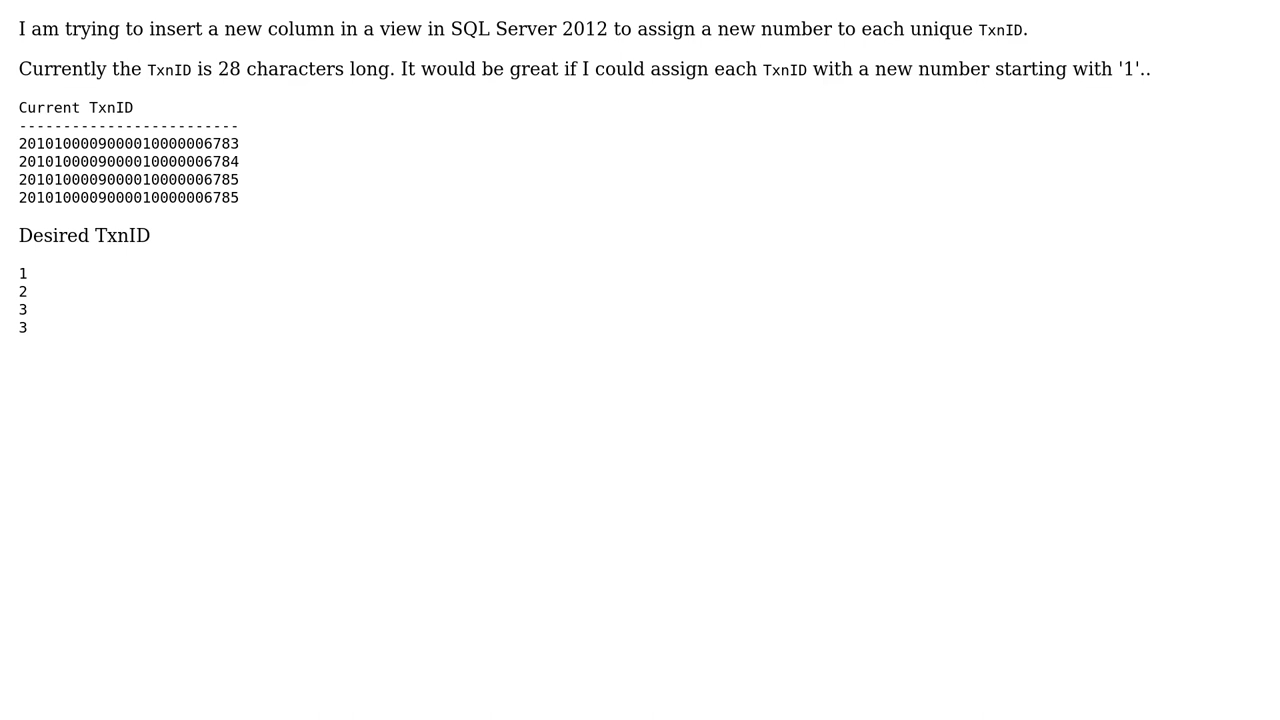 I am trying to insert a new column in a view in SQL Server 2012 to assign a new number to each unique TxnID.
Currently the TxnID is 28 characters long. It would be great if I could assign each TxnID with a new number starting with '1'..
Current TxnID
-------------------------
2010100009000010000006783
2010100009000010000006784
2010100009000010000006785
2010100009000010000006785
Desired TxnID
1
2
3
3